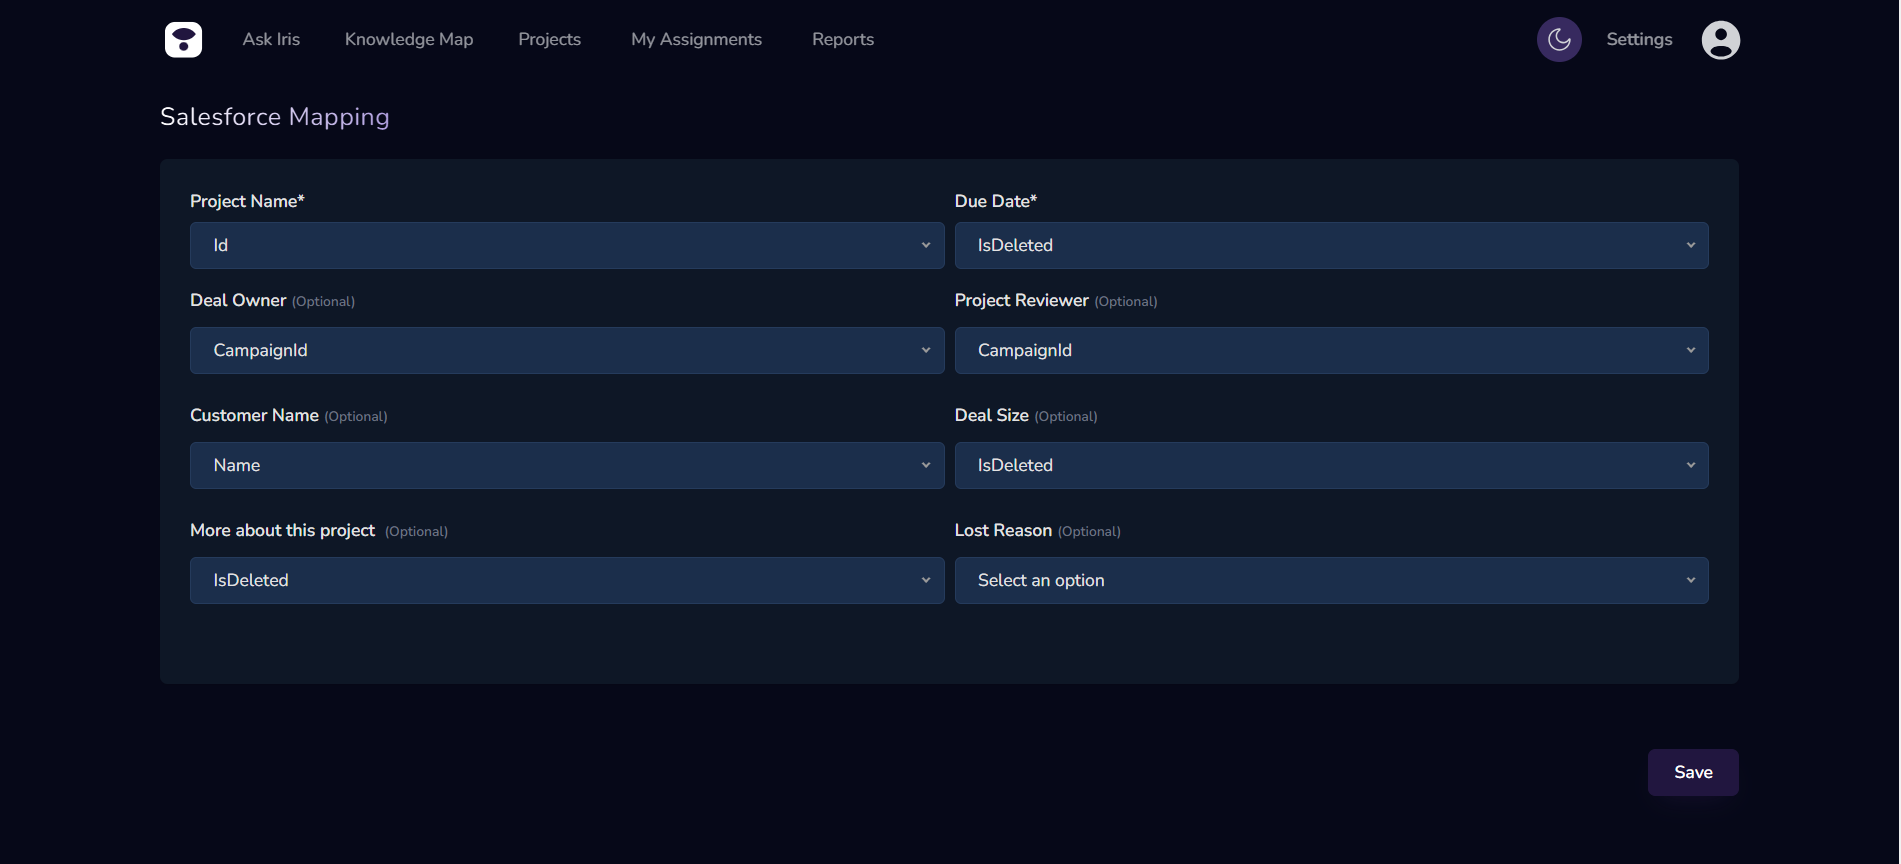 Ask Iris Knowledge Map Projects My Assignments Reports Settings
Salesforce Mapping
Project Name* Due Date*
Id IsDeleted
Deal Owner (Optional) Project Reviewer (Optional)
CampaignId CampaignId
Customer Name (Optional) Deal Size (Optional)
Name IsDeleted
More about this project (Optional) Lost Reason (Optional)
IsDeleted Select an option
Save